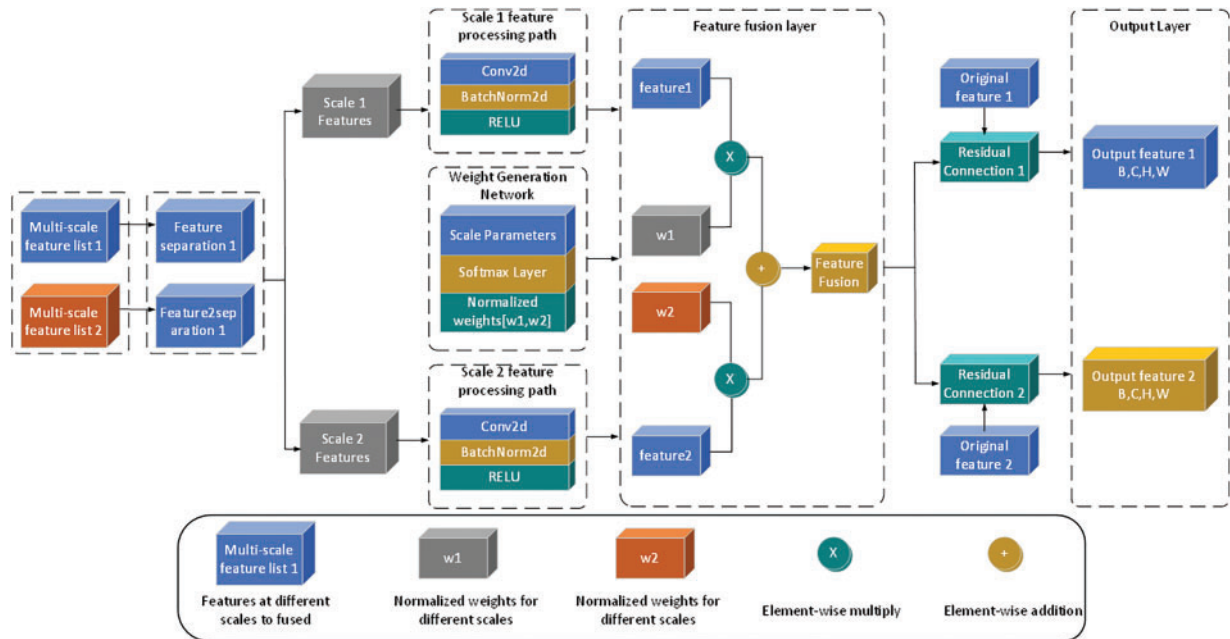 Scale 1 feature
processing path
Feature fusion layer
Output Layer
Conv2d
BatchNorm2d
RELU
Scale 1
Features
feature1
Original
feature 1
X
Residual
Connection 1
Output feature 1
B,C,H,W
Weight Generation
Network
Multi-scale
feature list 1
Feature
separation 1
Scale Parameters
Softmax Layer
Normalized
weights[w1,w2]
w1
+
Feature
Fusion
Multi-scale
feature list 2
Feature2sep
aration 1
w2
X
Scale 2 feature
processing path
Residual
Connection 2
Output feature 2
B,C,H,W
Scale 2
Features
Conv2d
BatchNorm2d
RELU
feature2
Original
feature 2
Multi-scale
feature list 1
w1
w2
X
+
Features at different
scales to fused
Normalized weights for
different scales
Normalized weights for
different scales
Element-wise multiply
Element-wise addition